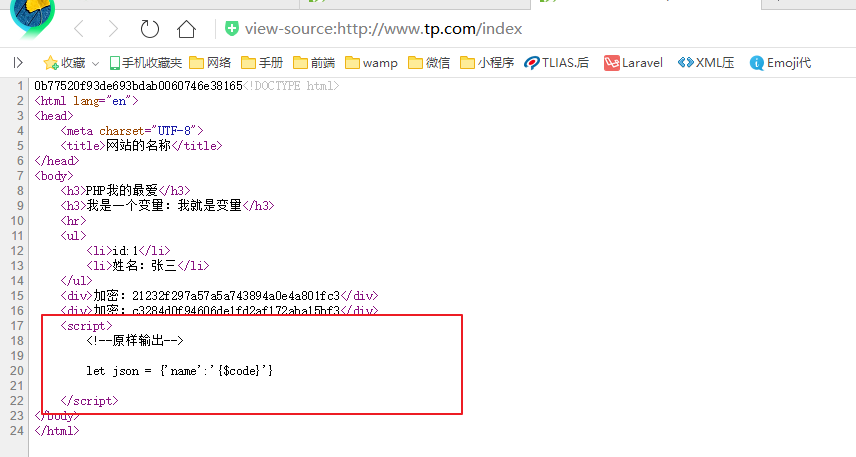 view-source:http://www.tp.com/index
收藏 手机收藏夹 网络 手册 前端 wamp 微信 小程序 TLIAS.后 Laravel XML压 Emoji代
1 0b77520f93de693bdab0060746e38165<!DOCTYPE html>
2 <html lang="en">
3 <head>
4 <meta charset="UTF-8">
5 <title>网站的名称</title>
6 </head>
7 <body>
8 <h3>PHP我的最爱</h3>
9 <h3>我是一个变量：我就是变量</h3>
10 <hr>
11 <ul>
12 <li>id:1</li>
13 <li>姓名：张三</li>
14 </ul>
15 <div>加密：21232f297a57a5a743894a0e4a801fc3</div>
16 <div>加密：c3284d0f94606de1fd2af172aba15bf3</div>
17 <script>
18 <!--原样输出-->
19
20 let json = {'name':'{$code}'}
21
22 </script>
23 </body>
24 </html>